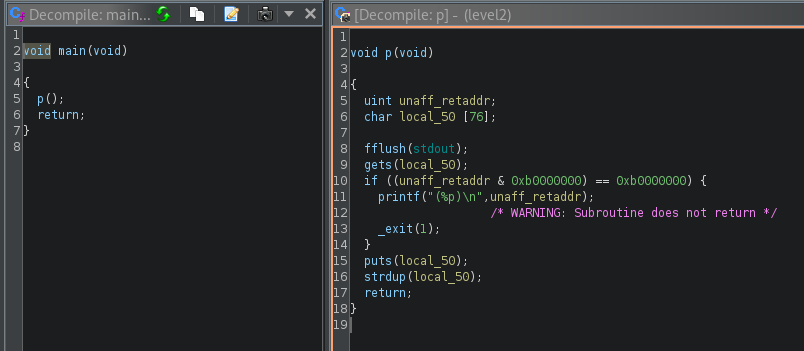 Decompile: main...
1
2 void main(void)
3
4 {
5 p();
6 return;
7 }
8
[Decompile: p] - (level2)
1
2 void p(void)
3
4 {
5 uint unaff_retaddr;
6 char local_50 [76];
7
8 fflush(stdout);
9 gets(local_50);
10 if ((unaff_retaddr & 0xb0000000) == 0xb0000000) {
11 printf("(%p)\n",unaff_retaddr);
12 /* WARNING: Subroutine does not return */
13 _exit(1);
14 }
15 puts(local_50);
16 strdup(local_50);
17 return;
18 }
19